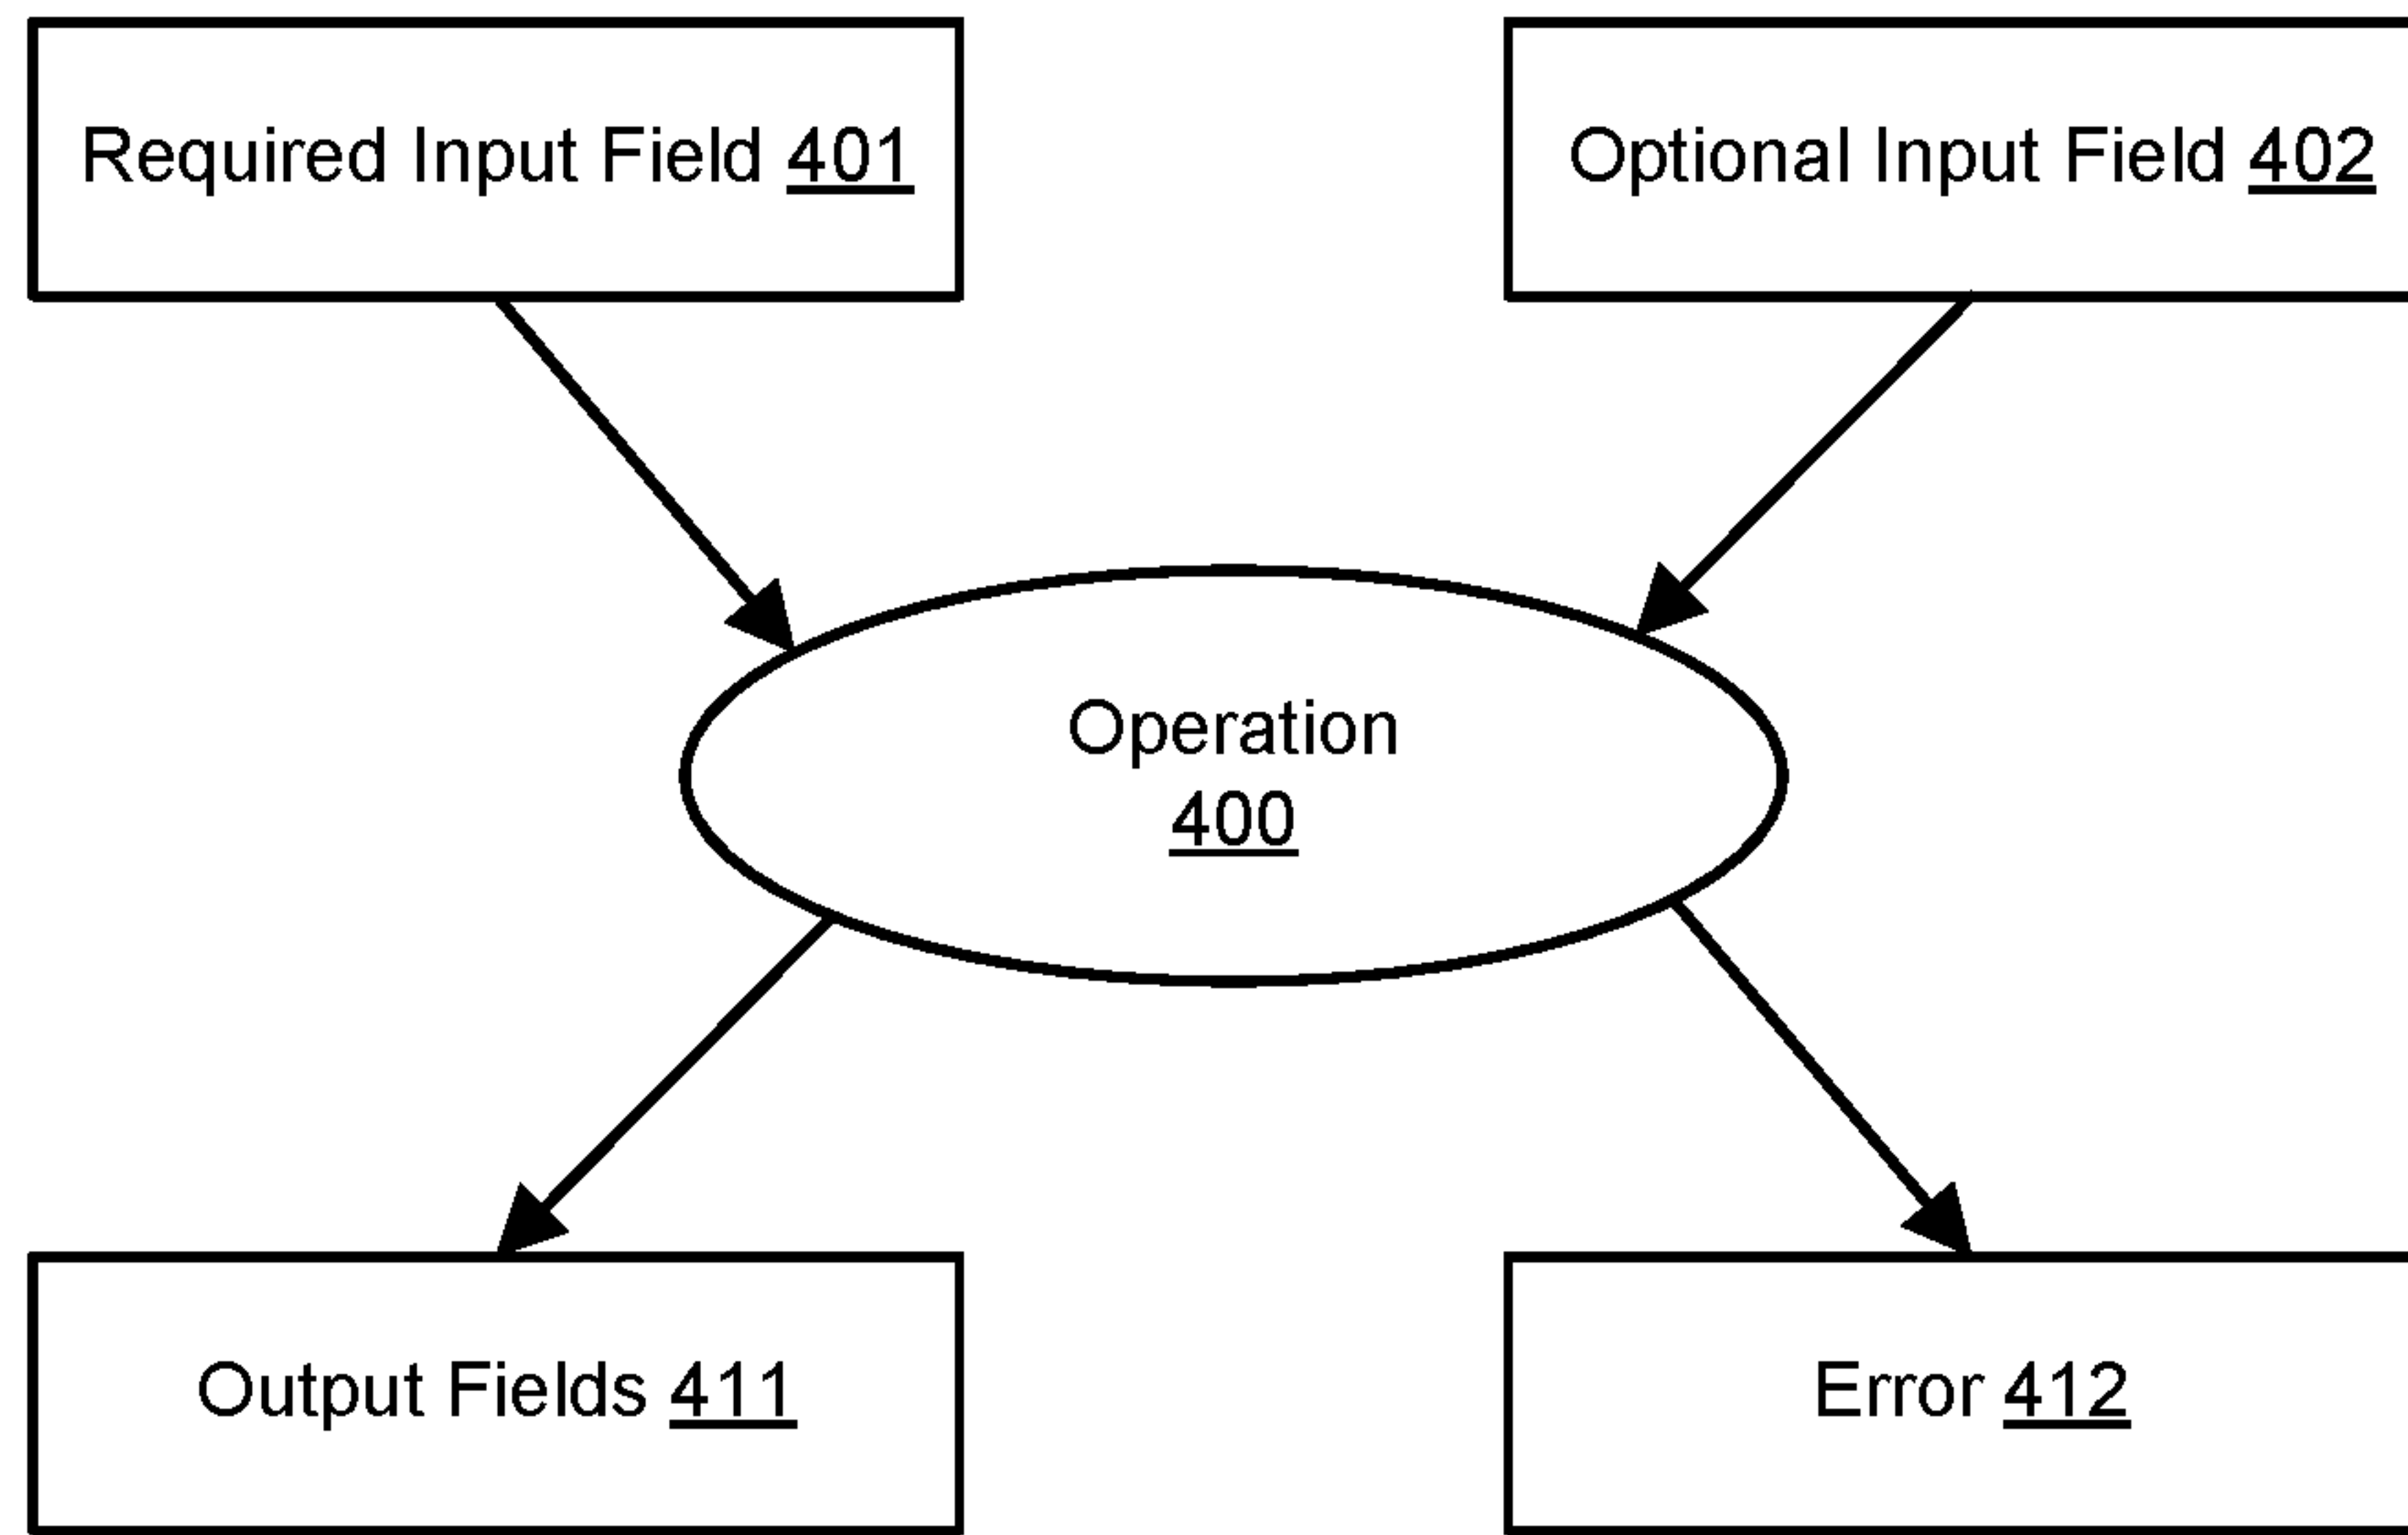 Required Input Field 401
Optional Input Field 402
Operation
400
Output Fields 411
Error 412